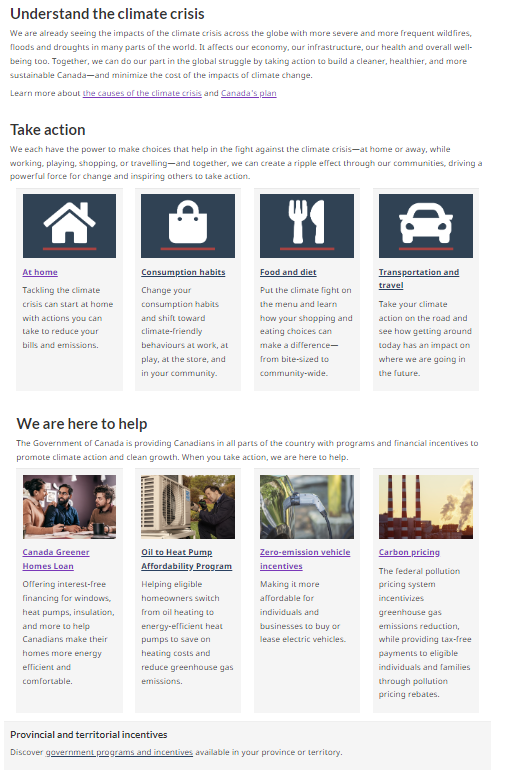 Understand the climate crisis
We are already seeing the impacts of the climate crisis across the globe with more severe and more frequent wildfires,
floods and droughts in many parts of the world. It affects our economy, our infrastructure, our health and overall well-
being too. Together, we can do our part in the global struggle by taking action to build a cleaner, healthier, and more
sustainable Canada—and minimize the cost of the impacts of climate change.
Learn more about the causes of the climate crisis and Canada's plan
Take action
We each have the power to make choices that help in the fight against the climate crisis—at home or away, while
working, playing, shopping, or travelling—and together, we can create a ripple effect through our communities, driving a
powerful force for change and inspiring others to take action.
At home
Tackling the climate
crisis can start at home
with actions you can
take to reduce your
bills and emissions.
Consumption habits
Change your
consumption habits
and shift toward
climate-friendly
behaviours at work, at
play, at the store, and
in your community.
Food and diet
Put the climate fight on
the menu and learn
how your shopping and
eating choices can
make a difference—
from bite-sized to
community-wide.
Transportation and
travel
Take your climate
action on the road and
see how getting around
today has an impact on
where we are going in
the future.
We are here to help
The Government of Canada is providing Canadians in all parts of the country with programs and financial incentives to
promote climate action and clean growth. When you take action, we are here to help.
Canada Greener
Homes Loan
Offering interest-free
financing for windows,
heat pumps, insulation,
and more to help
Canadians make their
homes more energy
efficient and
comfortable.
Oil to Heat Pump
Affordability Program
Helping eligible
homeowners switch
from oil heating to
energy-efficient heat
pumps to save on
heating costs and
reduce greenhouse gas
emissions.
Zero-emission vehicle
incentives
Making it more
affordable for
individuals and
businesses to buy or
lease electric vehicles.
Carbon pricing
The federal pollution
pricing system
incentivizes
greenhouse gas
emissions reduction,
while providing tax-free
payments to eligible
individuals and families
through pollution
pricing rebates.
Provincial and territorial incentives
Discover government programs and incentives available in your province or territory.